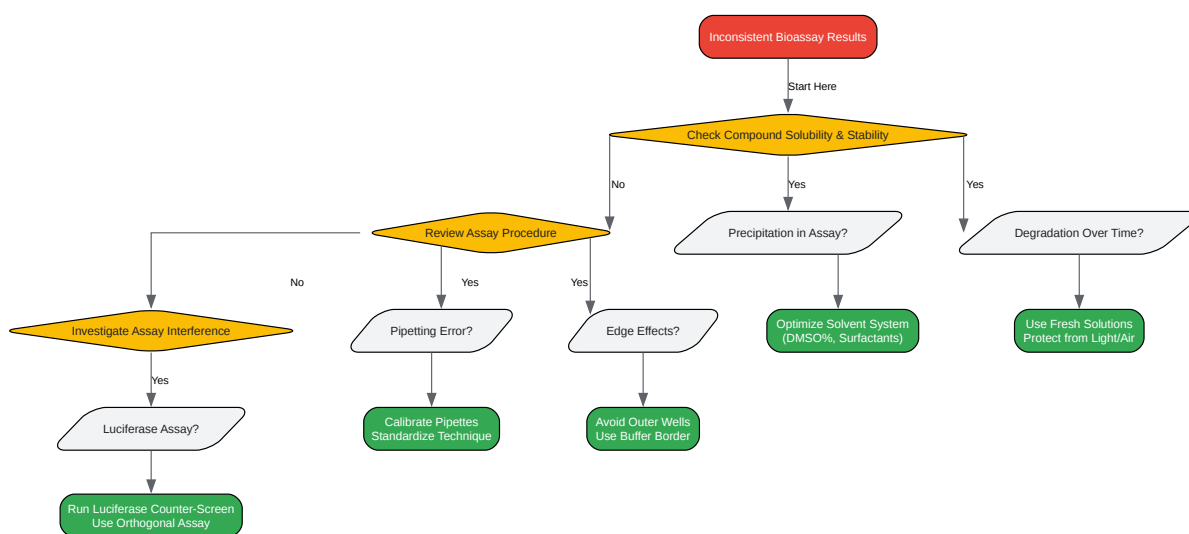 Inconsistent Bioassay Results
Start Here
Check Compound Solubility & Stability
No
Yes
Yes
Review Assay Procedure
Precipitation in Assay?
Degradation Over Time?
No
Yes
Yes
Investigate Assay Interference
Pipetting Error?
Edge Effects?
Optimize Solvent System
(DMSO%, Surfactants)
Use Fresh Solutions
Protect from Light/Air
Yes
Luciferase Assay?
Calibrate Pipettes
Standardize Technique
Avoid Outer Wells
Use Buffer Border
Run Luciferase Counter-Screen
Use Orthogonal Assay